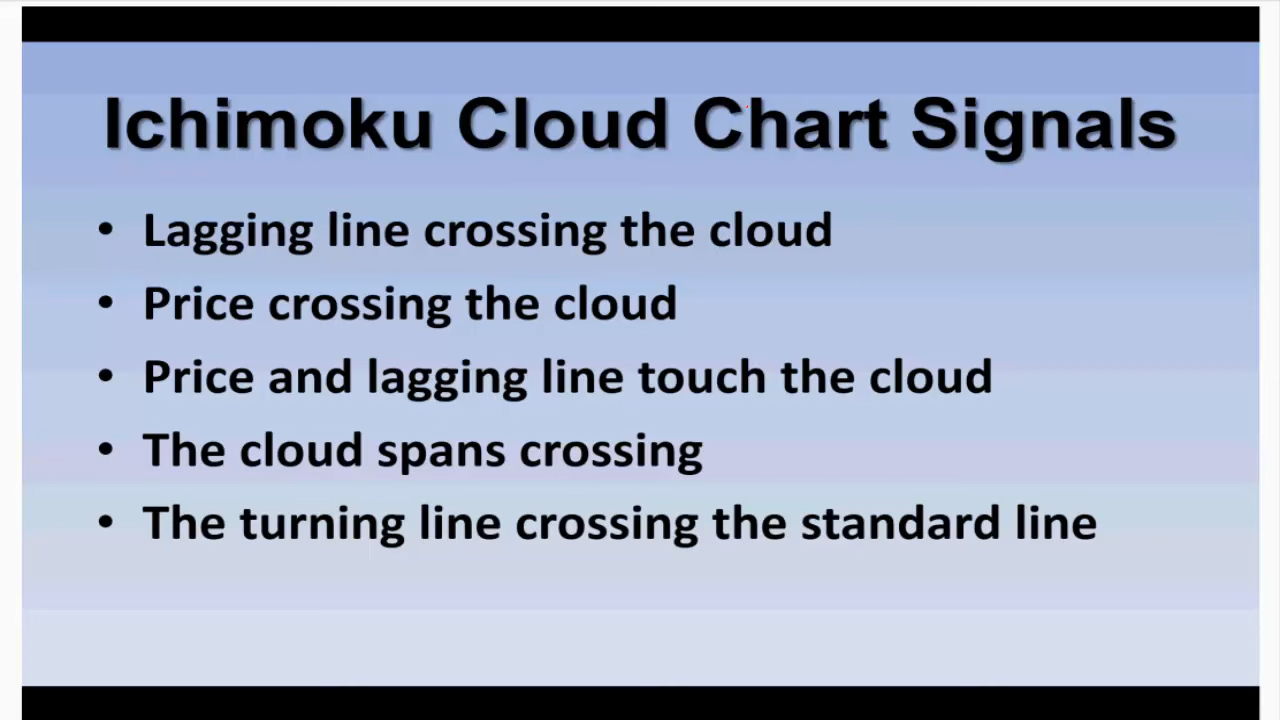 Ichimoku Cloud Chart Signals
• Lagging line crossing the cloud
• Price crossing the cloud
• Price and lagging line touch the cloud
• The cloud spans crossing
• The turning line crossing the standard line